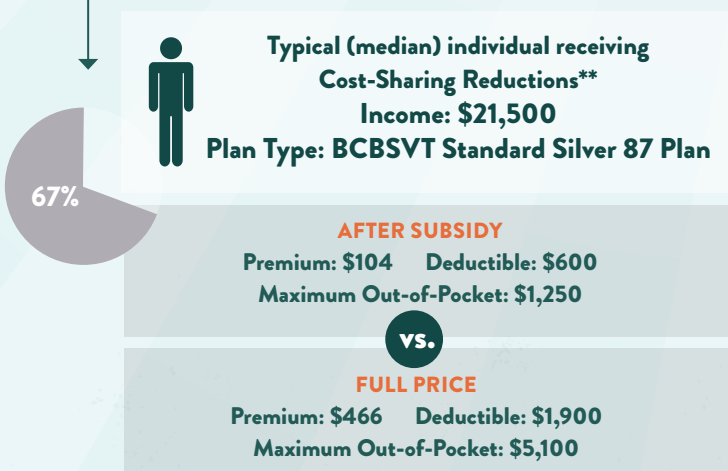 Typical (median) individual receiving
Cost-Sharing Reductions**
Income: $21,500
Plan Type: BCBSVT Standard Silver 87 Plan
67%
AFTER SUBSIDY
Premium: $104 Deductible: $600
Maximum Out-of-Pocket: $1,250
vs.
FULL PRICE
Premium: $466 Deductible: $1,900
Maximum Out-of-Pocket: $5,100